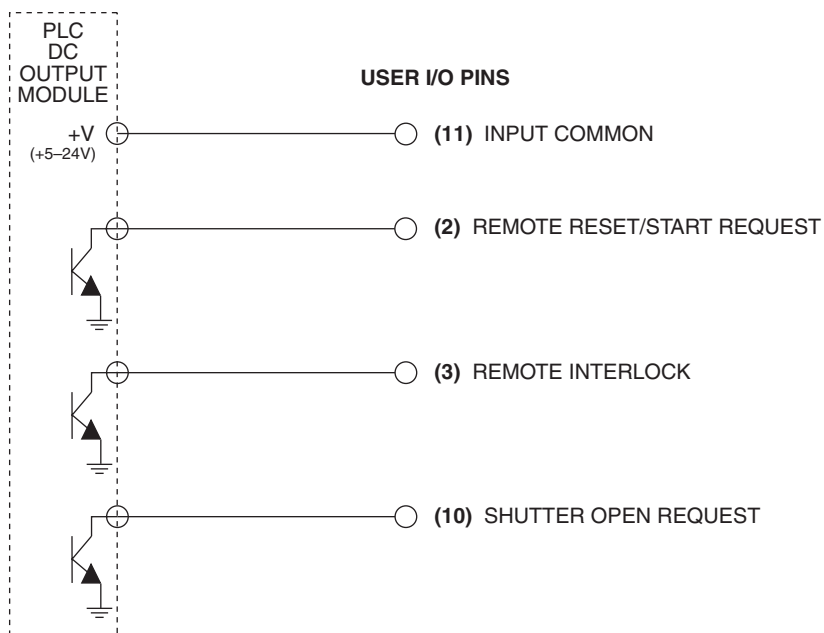 PLC
DC
OUTPUT
MODULE
USER I/O PINS
+V
(+5–24V)
(11) INPUT COMMON
(2) REMOTE RESET/START REQUEST
(3) REMOTE INTERLOCK
(10) SHUTTER OPEN REQUEST